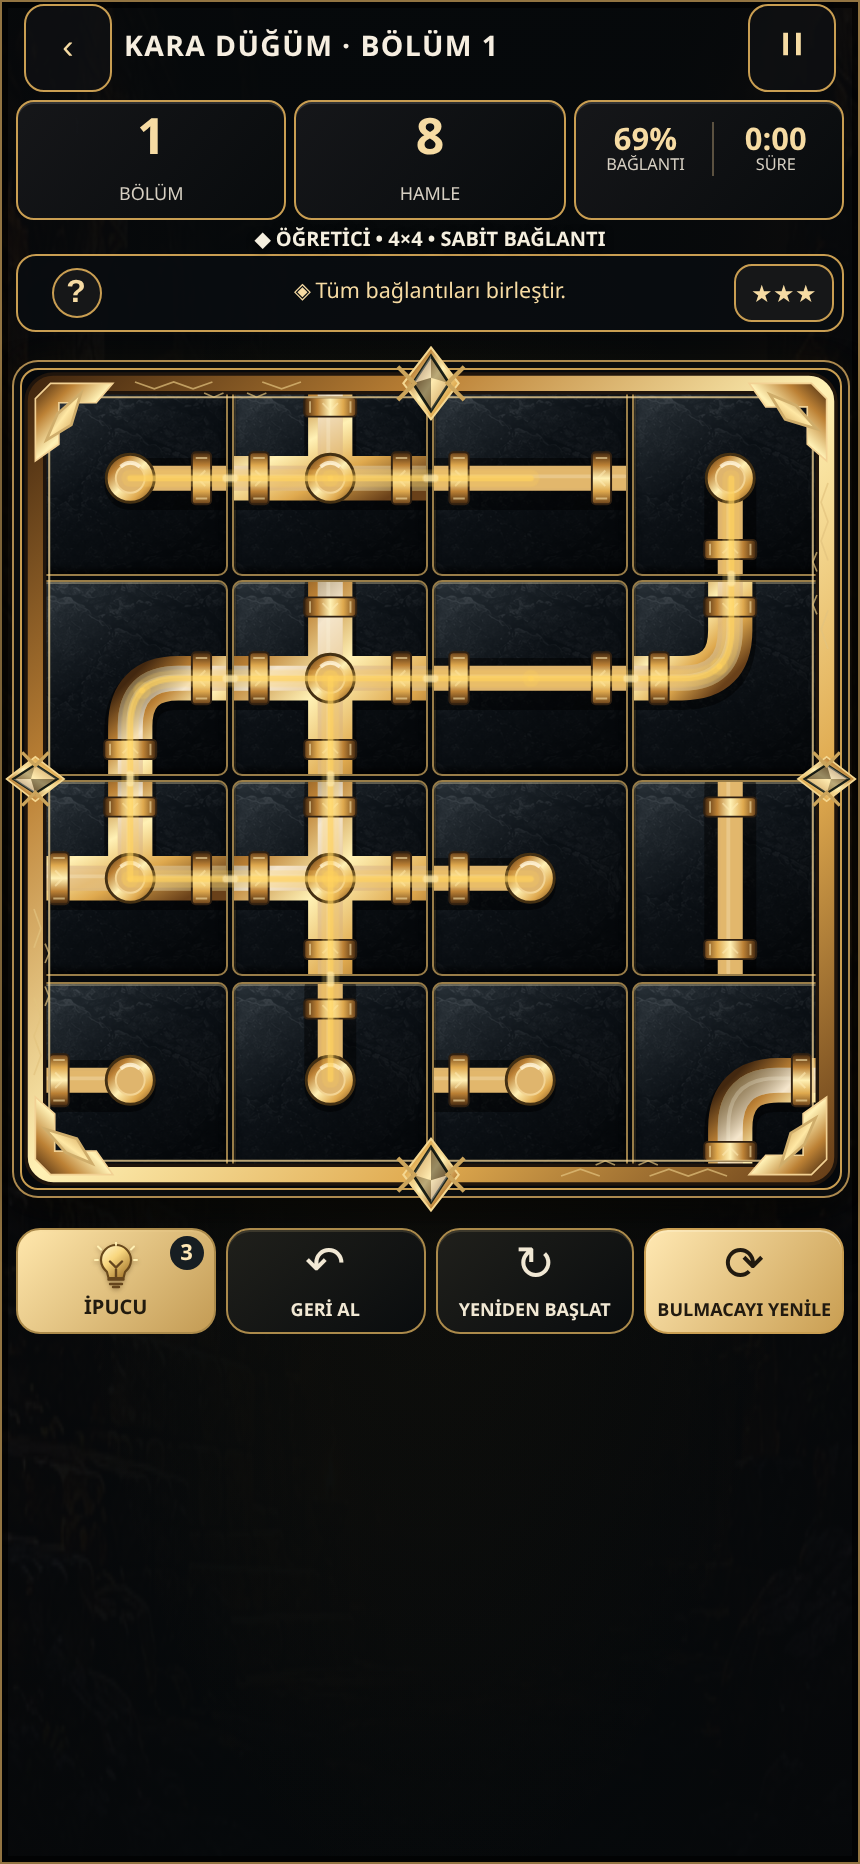 ‹ KARA DÜĞÜM · BÖLÜM 1
1 8 69% 0:00
BAĞLANTI SÜRE
BÖLÜM HAMLE
◆ ÖĞRETİCİ • 4×4 • SABİT BAĞLANTI
? ◈ Tüm bağlantıları birleştir. ★★★
3
İPUCU GERİ AL YENİDEN BAŞLAT BULMACAYI YENİLE